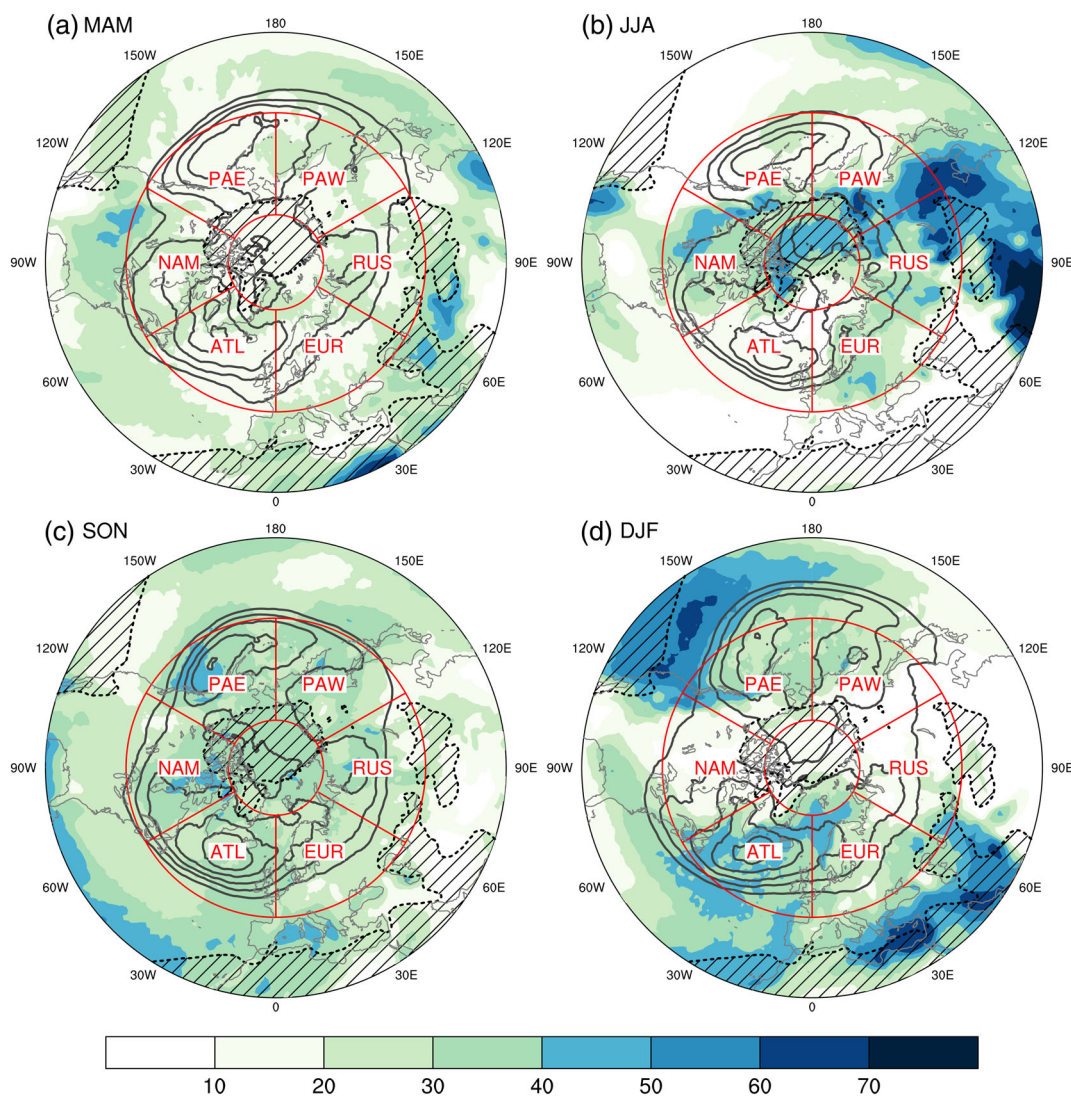 (a) MAM
180
150W
150E
120W
120E
90W
90E
60W
60E
30W
30E
0
PAE
PAW
NAM
RUS
ATL
EUR
(b) JJA
180
150W
150E
120W
120E
90W
90E
60W
60E
30W
30E
0
PAE
PAW
NAM
RUS
ATL
EUR
(c) SON
180
150W
150E
120W
120E
90W
90E
60W
60E
30W
30E
0
PAE
PAW
NAM
RUS
ATL
EUR
(d) DJF
180
150W
150E
120W
120E
90W
90E
60W
60E
30W
30E
0
PAE
PAW
NAM
RUS
ATL
EUR
10 20 30 40 50 60 70